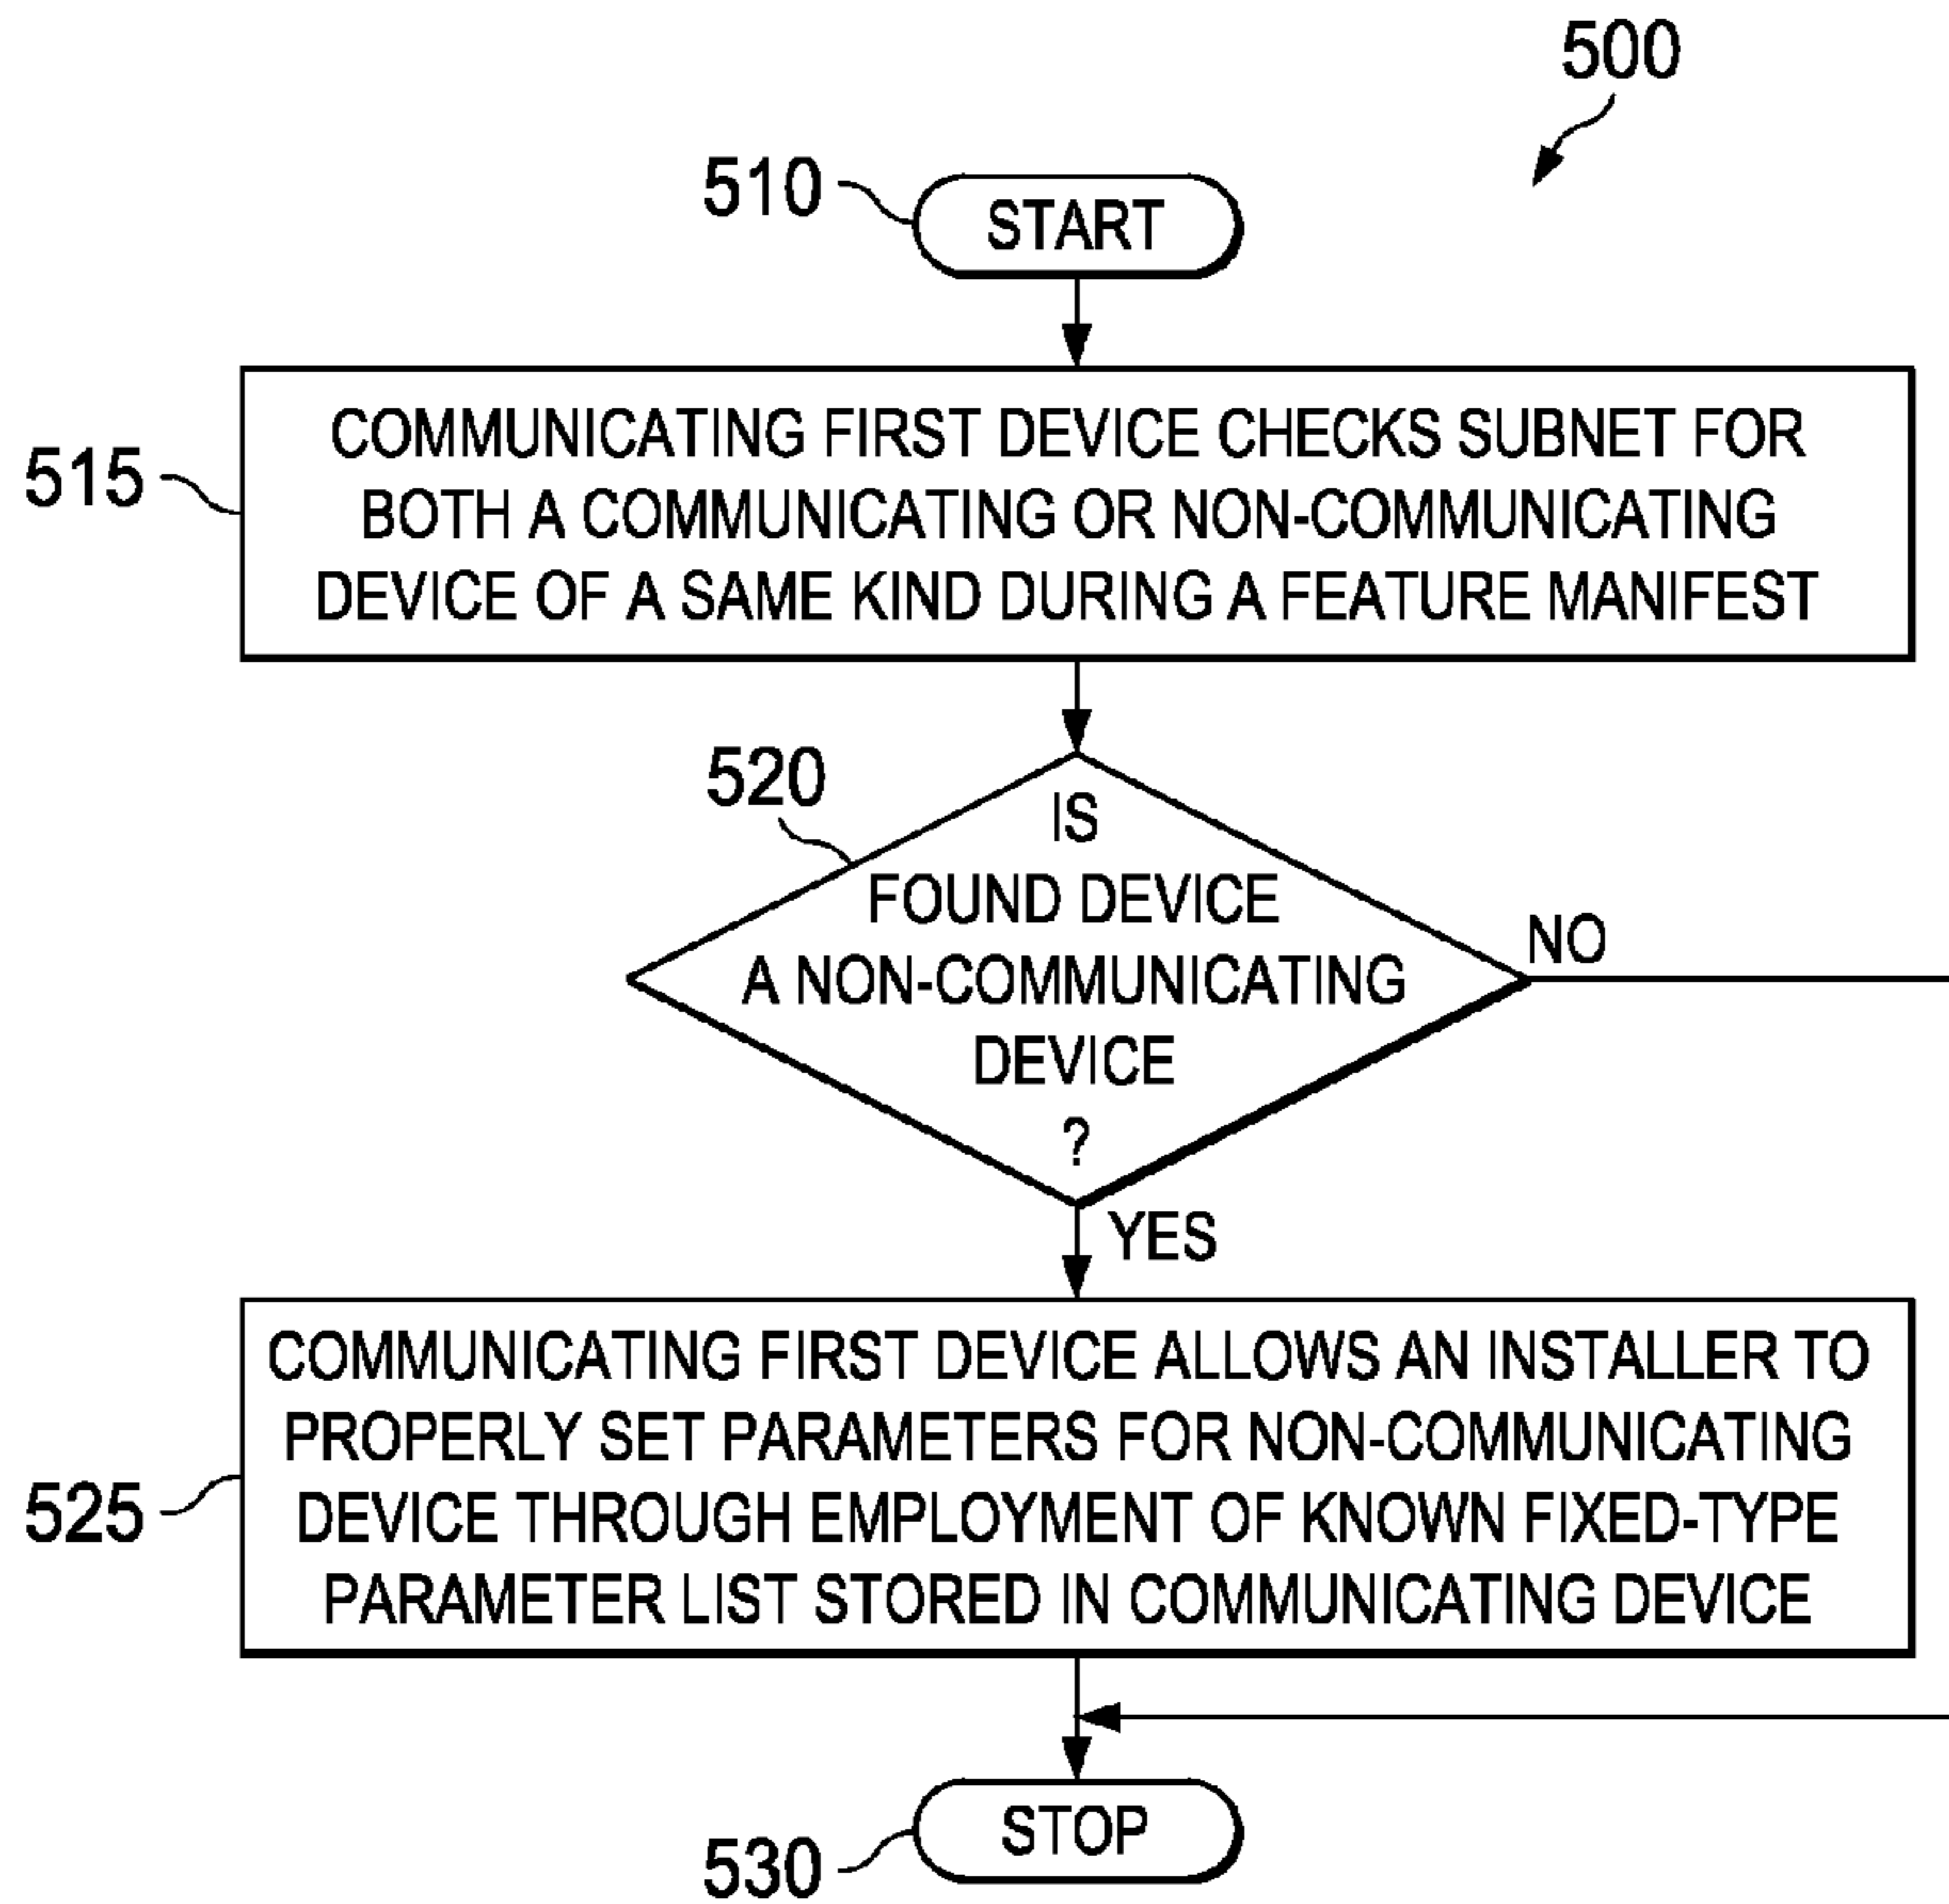 500
510
START
515
COMMUNICATING FIRST DEVICE CHECKS SUBNET FOR
BOTH A COMMUNICATING OR NON-COMMUNICATING
DEVICE OF A SAME KIND DURING A FEATURE MANIFEST
520
IS
FOUND DEVICE
A NON-COMMUNICATING
DEVICE
?
NO
YES
525
COMMUNICATING FIRST DEVICE ALLOWS AN INSTALLER TO
PROPERLY SET PARAMETERS FOR NON-COMMUNICATING
DEVICE THROUGH EMPLOYMENT OF KNOWN FIXED-TYPE
PARAMETER LIST STORED IN COMMUNICATING DEVICE
STOP
530